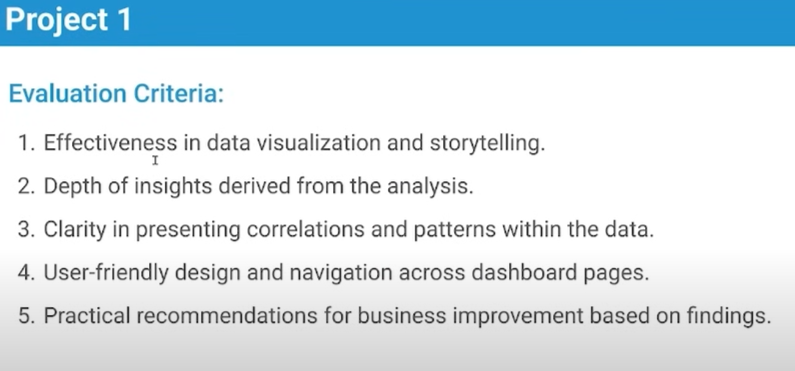 Project 1
Evaluation Criteria:
1. Effectiveness in data visualization and storytelling.
2. Depth of insights derived from the analysis.
3. Clarity in presenting correlations and patterns within the data.
4. User-friendly design and navigation across dashboard pages.
5. Practical recommendations for business improvement based on findings.